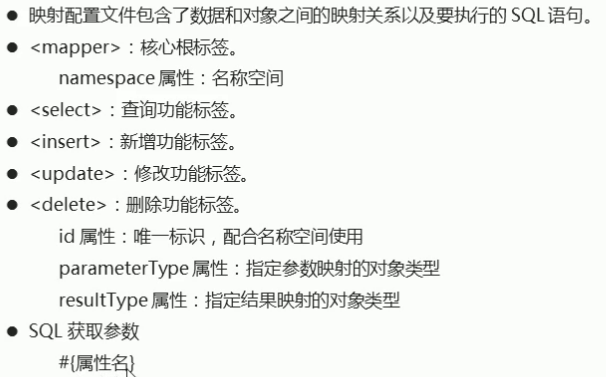 ● 映射配置文件包含了数据和对象之间的映射关系以及要执行的 SQL 语句。
● <mapper>：核心根标签。
namespace 属性：名称空间
● <select>：查询功能标签。
● <insert>：新增功能标签。
● <update>：修改功能标签。
● <delete>：删除功能标签。
id 属性：唯一标识，配合名称空间使用
parameterType 属性：指定参数映射的对象类型
resultType 属性：指定结果映射的对象类型
● SQL 获取参数
#{属性名}